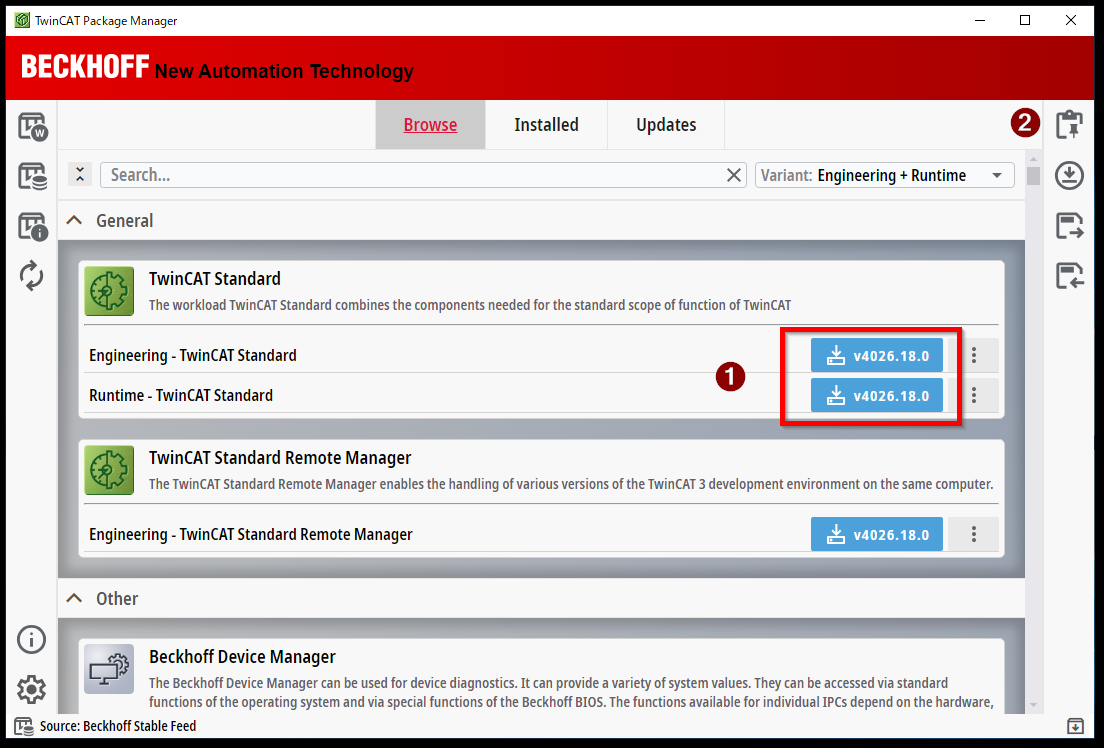 TwinCAT Package Manager
BECKHOFF New Automation Technology
Browse Installed Updates
2
Search... Variant: Engineering + Runtime
General
TwinCAT Standard
The workload TwinCAT Standard combines the components needed for the standard scope of function of TwinCAT
Engineering - TwinCAT Standard v4026.18.0
1
Runtime - TwinCAT Standard v4026.18.0
TwinCAT Standard Remote Manager
The TwinCAT Standard Remote Manager enables the handling of various versions of the TwinCAT 3 development environment on the same computer.
Engineering - TwinCAT Standard Remote Manager v4026.18.0
Other
Beckhoff Device Manager
The Beckhoff Device Manager can be used for device diagnostics. It can provide a variety of system values. They can be accessed via standard
functions of the operating system and via special functions of the Beckhoff BIOS. The functions available for individual IPCs depend on the hardware,
Source: Beckhoff Stable Feed